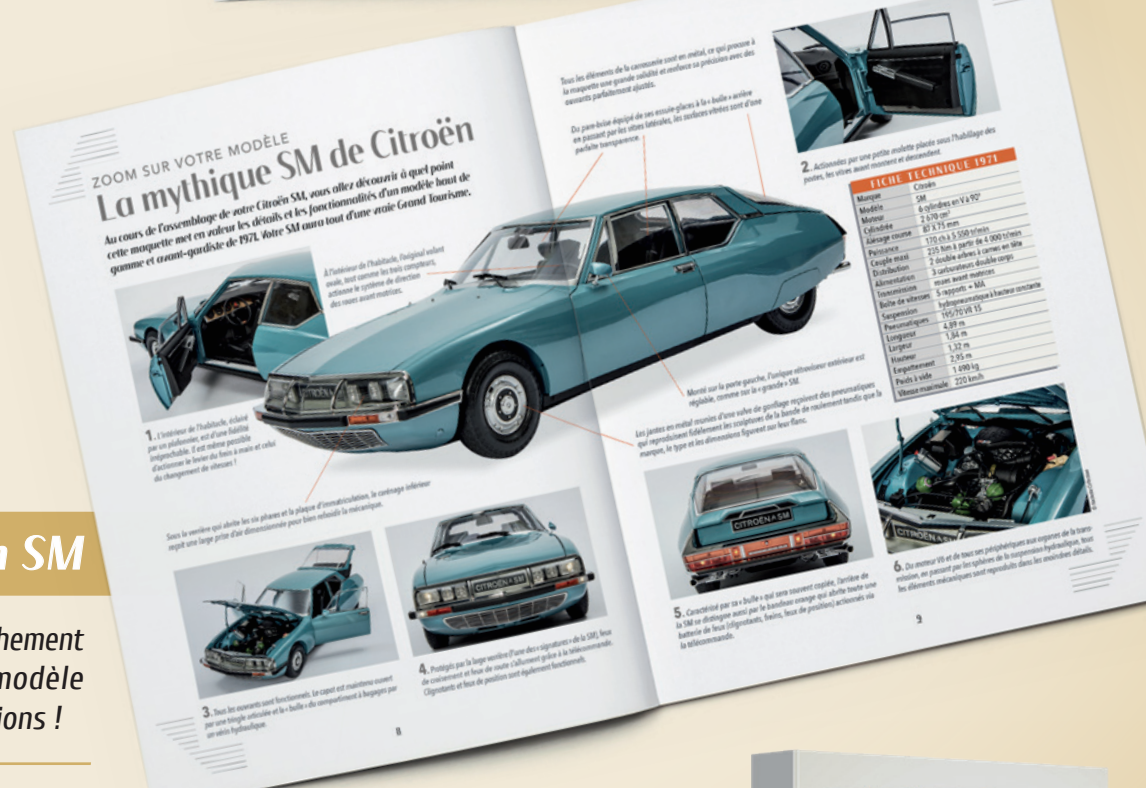 ZOOM SUR VOTRE MODÈLE
La mythique SM de Citroën
Au cours de l'assemblage de votre Citroën SM, vous allez découvrir à quel point
cette maquette met en valeur les détails et les fonctionnalités d'un modèle haut de
gamme et avant-gardiste de 1971. Votre SM aura tout d'une vraie Grand Tourisme.
À l'intérieur de l'habitacle, l'original volant
ovale, tout comme les trois compteurs,
actionne le système de direction
des roues avant motrices.
1. L'intérieur de l'habitacle, éclairé
par un plafonnier, est d'une fidélité
irréprochable. Il est même possible
d'actionner le levier du frein à main et celui
du changement de vitesses !
Sous la verrière qui abrite les six phares et la plaque d'immatriculation, le carénage inférieur
reçoit une large prise d'air dimensionnée pour bien refroidir la mécanique.
3. Tous les ouvrants sont fonctionnels. Le capot est maintenu ouvert
par une tringle articulée et la « bulle » du compartiment à bagages par
un vérin hydraulique.
CITROËN SM
4. Protégés par la large verrière (l'une des « signatures » de la SM), feux
de croisement et feux de route s'allument grâce à la télécommande.
Clignotants et feux de position sont également fonctionnels.
8
Tous les éléments de la carrosserie sont en métal, ce qui procure à
la maquette une grande solidité et renforce sa précision avec des
ouvrants parfaitement ajustés.
Du pare-brise équipé de ses essuie-glaces à la « bulle » arrière
en passant par les vitres latérales, les surfaces vitrées sont d'une
parfaite transparence.
2. Actionnées par une petite molette placée sous l'habillage des
portes, les vitres avant montent et descendent.
FICHE TECHNIQUE 1971
Marque Citroën
Modèle SM
Moteur 6 cylindres en V à 90°
Cylindrée 2 670 cm³
Alésage course 87 X 75 mm
Puissance 170 ch à 5 500 tr/min
Couple maxi 235 Nm à partir de 4 000 tr/min
Distribution 2 double arbres à cames en tête
Alimentation 3 carburateurs double corps
Transmission roues avant motrices
Boîte de vitesses 5 rapports + MA
Suspension hydropneumatique à hauteur constante
Pneumatiques 195/70 VR 15
Longueur 4,89 m
Largeur 1,84 m
Hauteur 1,32 m
Empattement 2,95 m
Poids à vide 1 490 kg
Vitesse maximale 220 km/h
Monté sur la porte gauche, l'unique rétroviseur extérieur est
réglable, comme sur la « grande » SM.
Les jantes en métal munies d'une valve de gonflage reçoivent des pneumatiques
qui reproduisent fidèlement les sculptures de la bande de roulement tandis que la
marque, le type et les dimensions figurent sur leur flanc.
CITROËN SM
5. Caractérisé par sa « bulle » qui sera souvent copiée, l'arrière de
la SM se distingue aussi par le bandeau orange qui abrite toute une
batterie de feux (clignotants, freins, feux de position) actionnés via
la télécommande.
CITROËN
6. Du moteur V6 et de tous ses périphériques aux organes de la trans-
mission, en passant par les sphères de la suspension hydraulique, tous
les éléments mécaniques sont reproduits dans les moindres détails.
9
SM
modèle